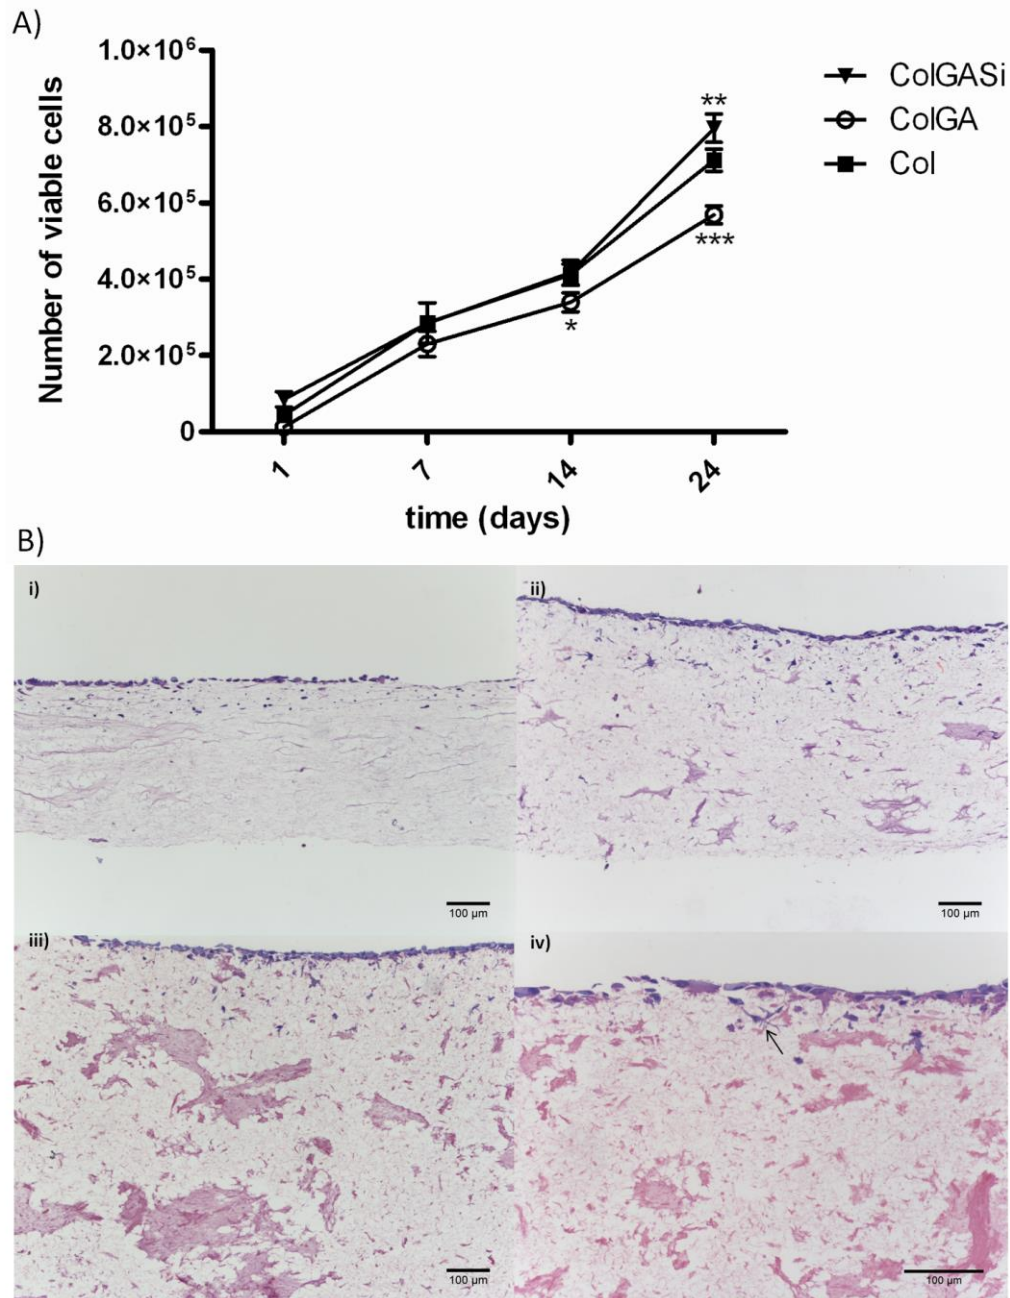 A)
1.0×10⁶
8.0×10⁵
6.0×10⁵
4.0×10⁵
2.0×10⁵
0
Number of viable cells
**
***
*
1 7 14 24
time (days)
ColGASi
ColGA
Col
B)
i)
100 µm
ii)
100 µm
iii)
100 µm
iv)
100 µm